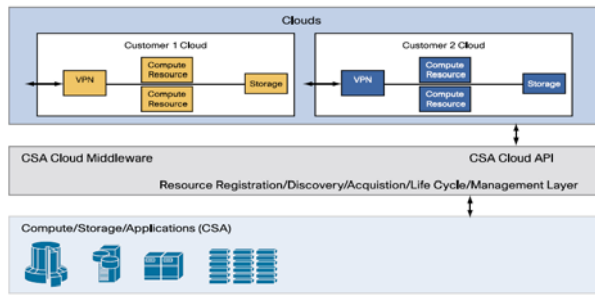 Clouds
Customer 1 Cloud
VPN
Compute
Resource
Compute
Resource
Storage
Customer 2 Cloud
VPN
Compute
Resource
Compute
Resource
Storage
CSA Cloud Middleware
CSA Cloud API
Resource Registration/Discovery/Acquistion/Life Cycle/Management Layer
Compute/Storage/Applications (CSA)